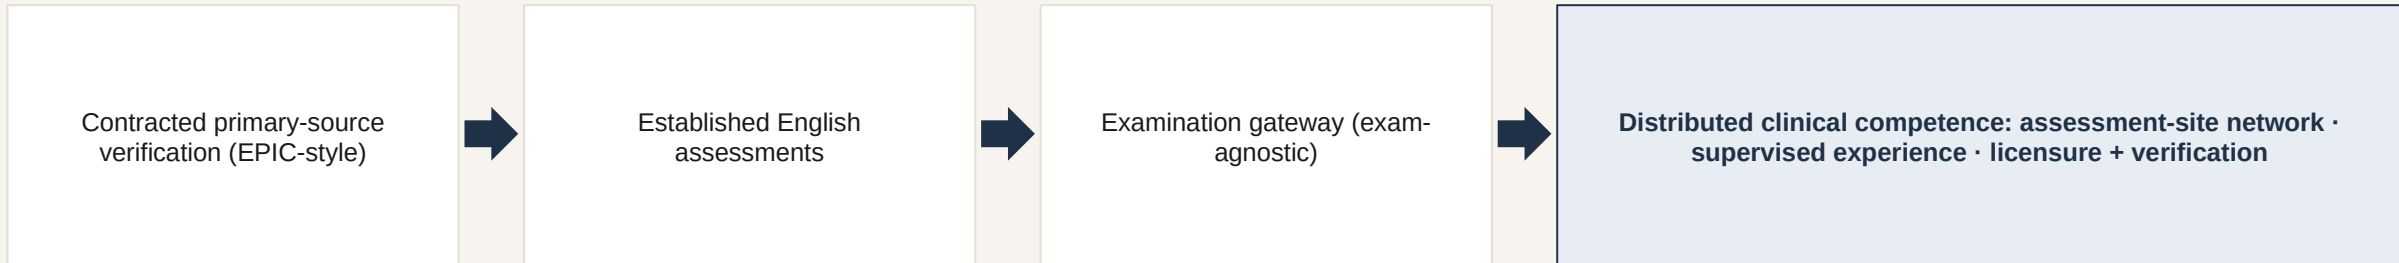 Contracted primary-source
verification (EPIC-style)
Established English
assessments
Examination gateway (exam-
agnostic)
Distributed clinical competence: assessment-site network ·
supervised experience · licensure + verification